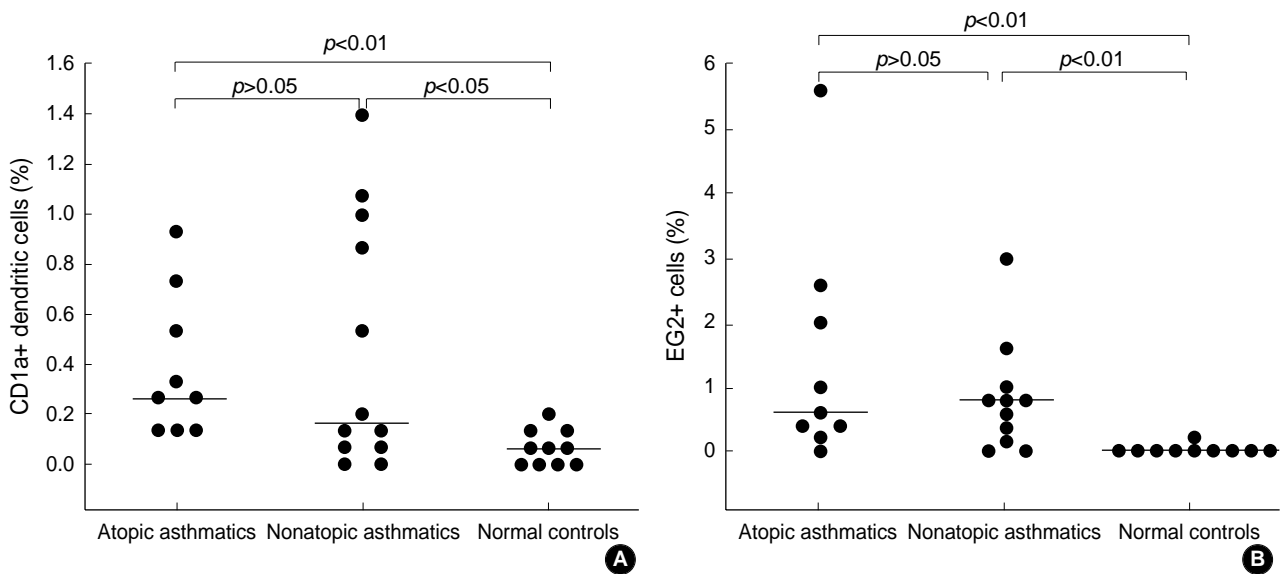 p<0.01
p>0.05
p<0.05
1.6
1.4
1.2
1.0
0.8
0.6
0.4
0.2
0.0
CD1a+ dendritic cells (%)
Atopic asthmatics Nonatopic asthmatics Normal controls
A
p<0.01
p>0.05
p<0.01
6
5
4
3
2
1
0
EG2+ cells (%)
Atopic asthmatics Nonatopic asthmatics Normal controls
B